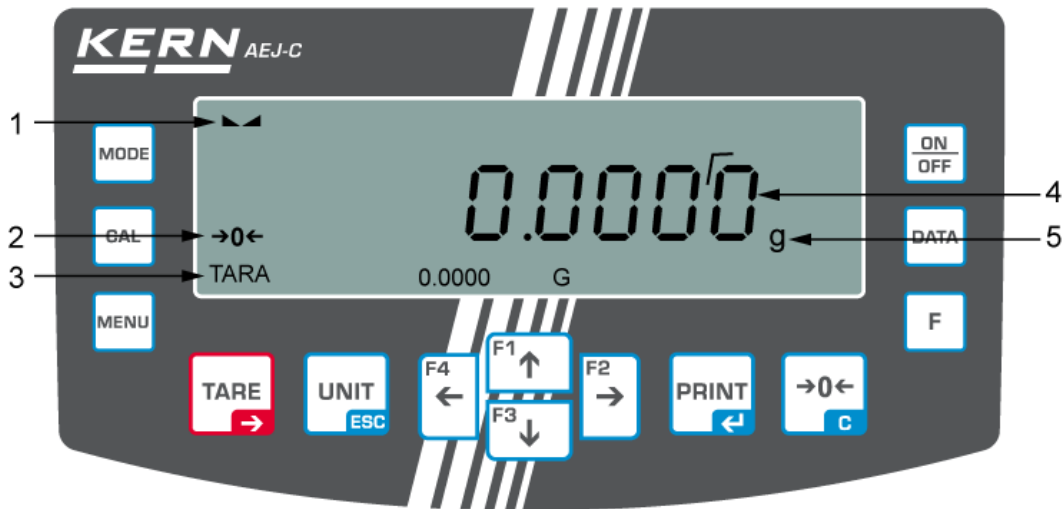 KERN AEJ-C
1
MODE
ON
OFF
0.0000
4
2
CAL
→0←
g
5
DATA
3
TARA
0.0000 G
MENU
F
TARE
→
UNIT
ESC
F4
←
F1
↑
F3
↓
F2
→
PRINT
↵
→0←
C